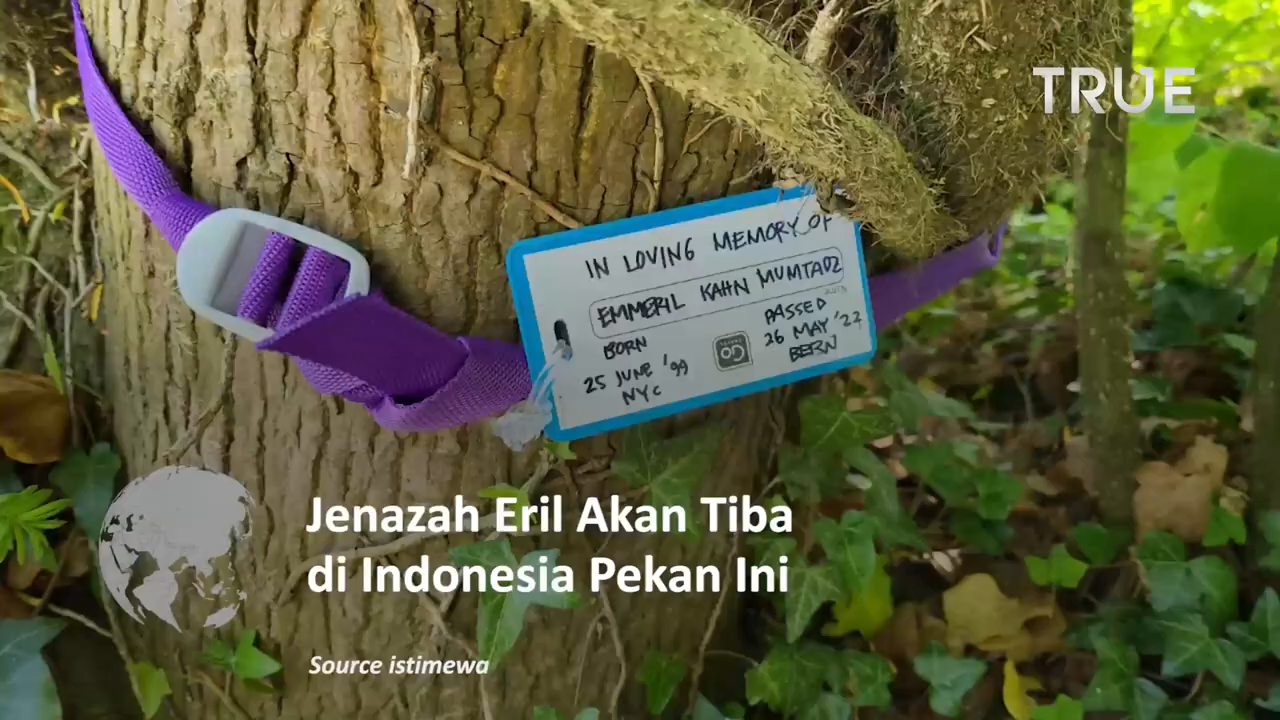 TRUE
IN LOVING MEMORY OF
EMMERIL KAHN MUMTADZ
BORN
25 JUNE '99
NYC
GO
PASSED
26 MAY '22
BERN
Jenazah Eril Akan Tiba
di Indonesia Pekan Ini
Source istimewa